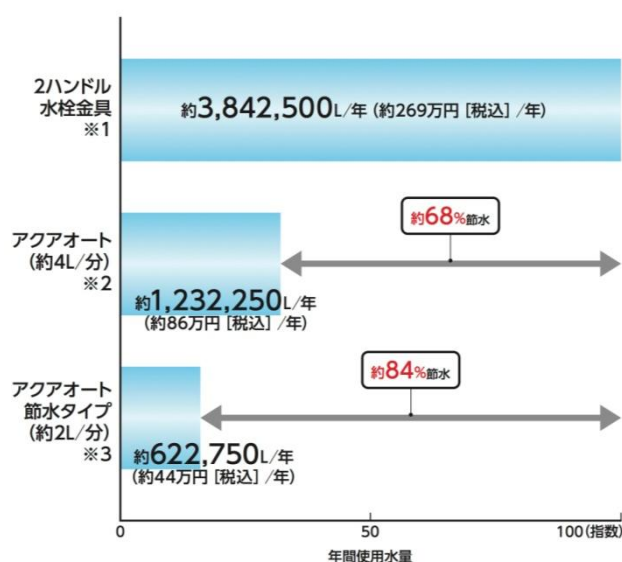 2ハンドル
水栓金具
※1
約3,842,500L/年 (約269万円 [税込] /年)
アクアオート
(約4L/分)
※2
約68%節水
約1,232,250L/年
(約86万円 [税込] /年)
アクアオート
節水タイプ
(約2L/分)
※3
約84%節水
約622,750L/年
(約44万円 [税込] /年)
0
50
100(指数)
年間使用水量